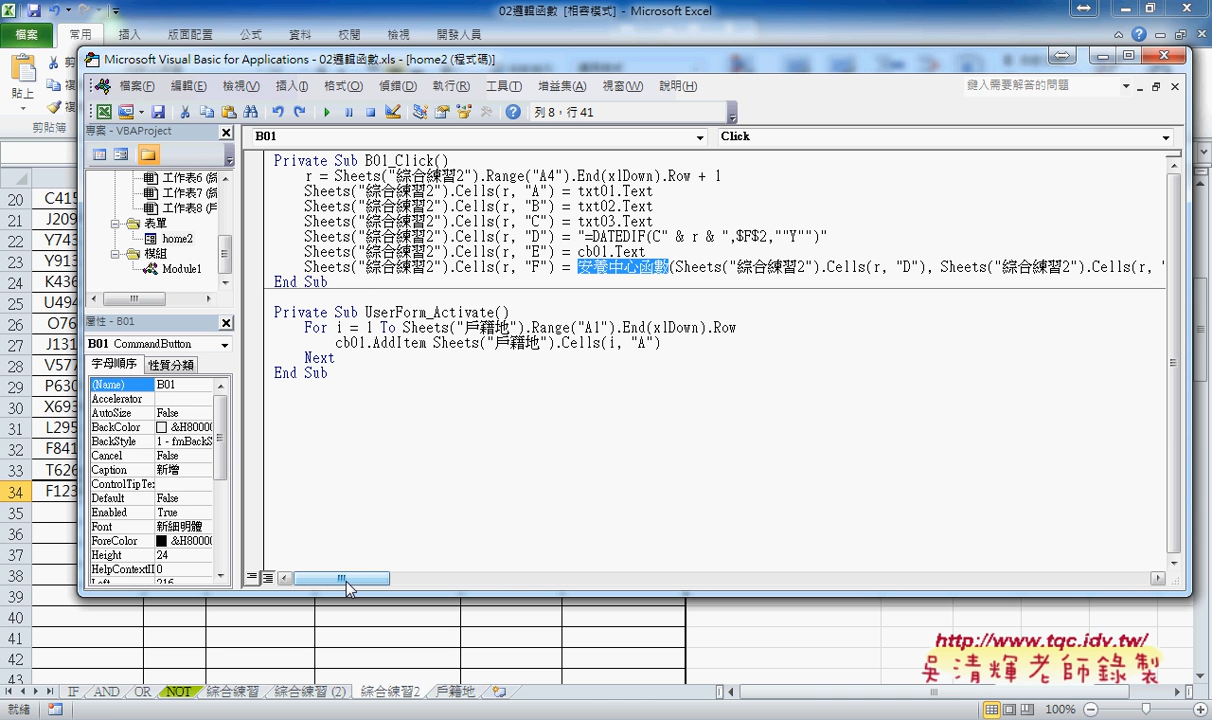 02邏輯函數 [相容模式] - Microsoft Excel
檔案 常用 插入 版面配置 公式 資料 校閱 檢視 開發人員
貼上
剪貼簿
Microsoft Visual Basic for Applications - 02邏輯函數.xls - [home2 (程式碼)]
檔案(F) 編輯(E) 檢視(V) 插入(I) 格式(O) 偵錯(D) 執行(R) 工具(T) 增益集(A) 視窗(W) 說明(H) 鍵入需要解答的問題
列 8，行 41
專案 - VBAProject
B01 Click
工作表6
工作表7
工作表8
表單
home2
模組
Module1
Private Sub B01_Click()
r = Sheets("綜合練習2").Range("A4").End(xlDown).Row + 1
Sheets("綜合練習2").Cells(r, "A") = txt01.Text
Sheets("綜合練習2").Cells(r, "B") = txt02.Text
Sheets("綜合練習2").Cells(r, "C") = txt03.Text
Sheets("綜合練習2").Cells(r, "D") = "=DATEDIF(C" & r & ",$F$2,""Y"")"
Sheets("綜合練習2").Cells(r, "E") = cb01.Text
Sheets("綜合練習2").Cells(r, "F") = 安養中心函數(Sheets("綜合練習2").Cells(r, "D"), Sheets("綜合練習2").Cells(r, "
End Sub
Private Sub UserForm_Activate()
For i = 1 To Sheets("戶籍地").Range("A1").End(xlDown).Row
cb01.AddItem Sheets("戶籍地").Cells(i, "A")
Next
End Sub
屬性 - B01
B01 CommandButton
字母順序 性質分類
(Name) B01
Accelerator
AutoSize False
BackColor &H80000
BackStyle 1 - fmBackS
Cancel False
Caption 新增
ControlTipTe
Default False
Enabled True
Font 新細明體
ForeColor &H80000
Height 24
HelpContextI 0
Left 216
20 C415
21 J209
22 Y743
23 Y913
24 K436
25 U494
26 O76
27 J131
28 V577
29 P630
30 X693
31 L295
32 F841
33 T626
34 F123
35
36
37
38
39
40
41
42
43
http://www.tqc.idv.tw/
吳清輝老師錄製
IF AND OR NOT 綜合練習 綜合練習 (2) 綜合練習2 戶籍地
就緒 100%